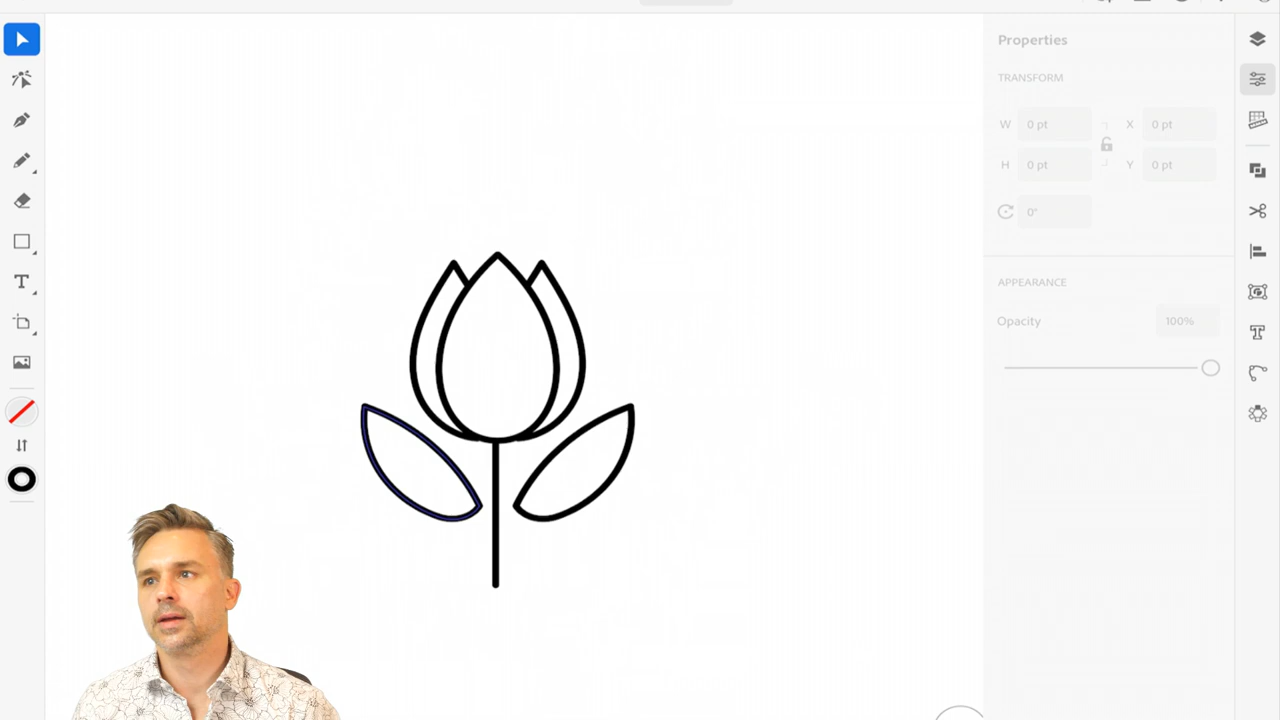 Properties
TRANSFORM
W 0 pt X 0 pt
H 0 pt Y 0 pt
0°
APPEARANCE
Opacity 100%
T
T